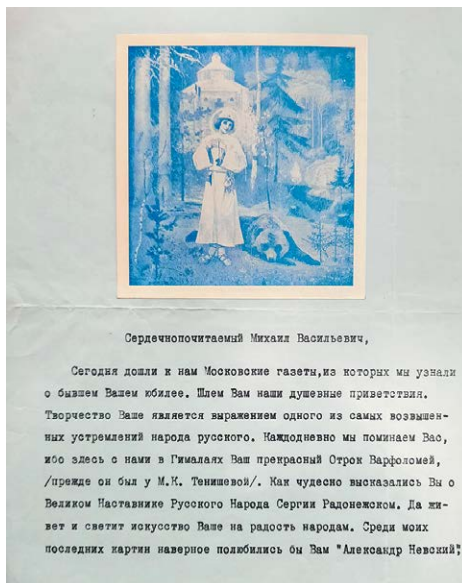 Сердечнопочитаемый Михаил Васильевич,
Сегодня дошли к нам Московские газеты,из которых мы узнали
о бывшем Вашем юбилее. Шлем Вам наши душевные приветствия.
Творчество Ваше является выражением одного из самых возвышен-
ных устремлений народа русского. Каждодневно мы поминаем Вас,
ибо здесь с нами в Гималаях Ваш прекрасный Отрок Варфоломей,
/прежде он был у М.К. Тенишевой/. Как чудесно высказались Вы о
Великом Наставнике Русского Народа Сергии Радонежском. Да жи-
вет и светит искусство Ваше на радость народам. Среди моих
последних картин наверное полюбились бы Вам "Александр Невский",